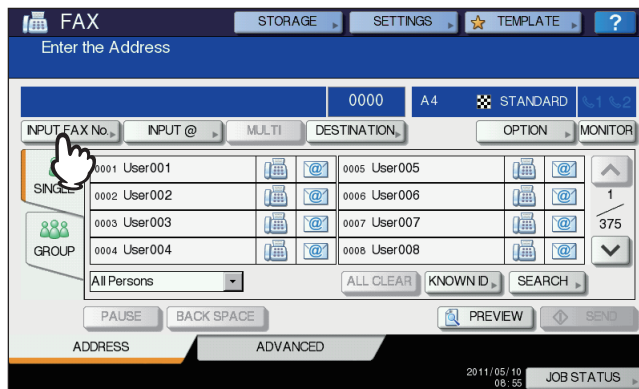 FAX STORAGE SETTINGS TEMPLATE ?
Enter the Address
0000 A4 STANDARD 1 2
INPUT FAX No. INPUT @ MULTI DESTINATION OPTION MONITOR
SINGLE
0001 User001 0005 User005
0002 User002 0006 User006
1
0003 User003 0007 User007
375
GROUP
0004 User004 0008 User008
All Persons ALL CLEAR KNOWN ID SEARCH
PAUSE BACK SPACE PREVIEW SEND
ADDRESS ADVANCED
2011/05/10
08:55
JOB STATUS